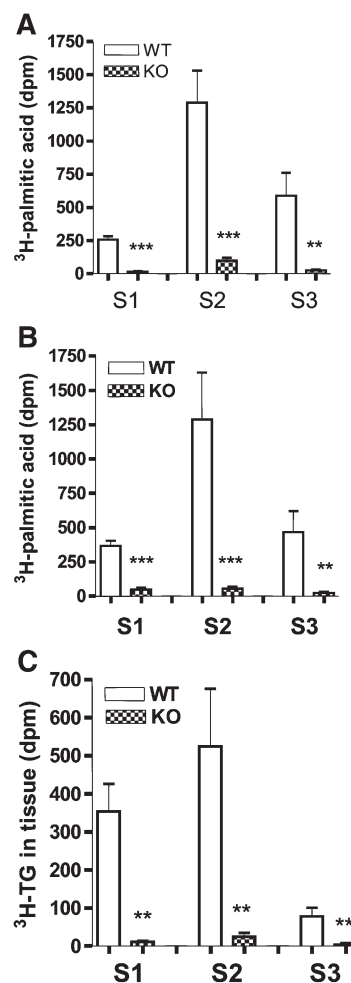 A
³H-palmitic acid (dpm)
1750
1500
1250
1000
750
500
250
0
WT
KO
***
***
**
S1 S2 S3
B
³H-palmitic acid (dpm)
1750
1500
1250
1000
750
500
250
0
WT
KO
***
***
**
S1 S2 S3
C
³H-TG in tissue (dpm)
700
600
500
400
300
200
100
0
WT
KO
**
**
**
S1 S2 S3